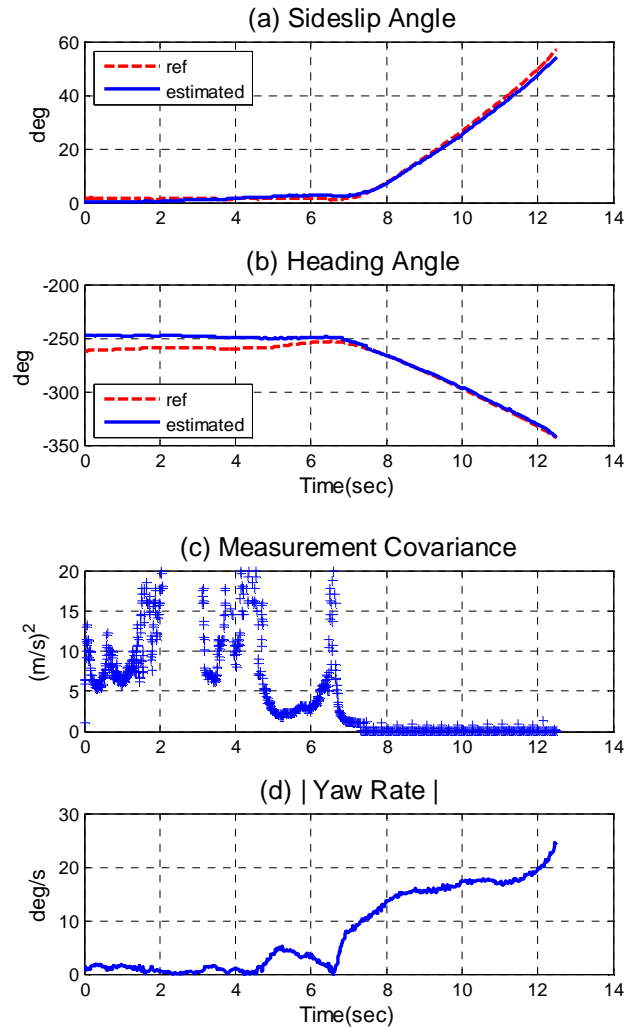 (a) Sideslip Angle
60
40
20
0
deg
ref
estimated
0 2 4 6 8 10 12 14
(b) Heading Angle
-200
-250
-300
-350
deg
ref
estimated
0 2 4 6 8 10 12 14
Time(sec)
(c) Measurement Covariance
20
15
10
5
0
(m/s)²
0 2 4 6 8 10 12 14
(d) | Yaw Rate |
30
20
10
0
deg/s
0 2 4 6 8 10 12 14
Time(sec)